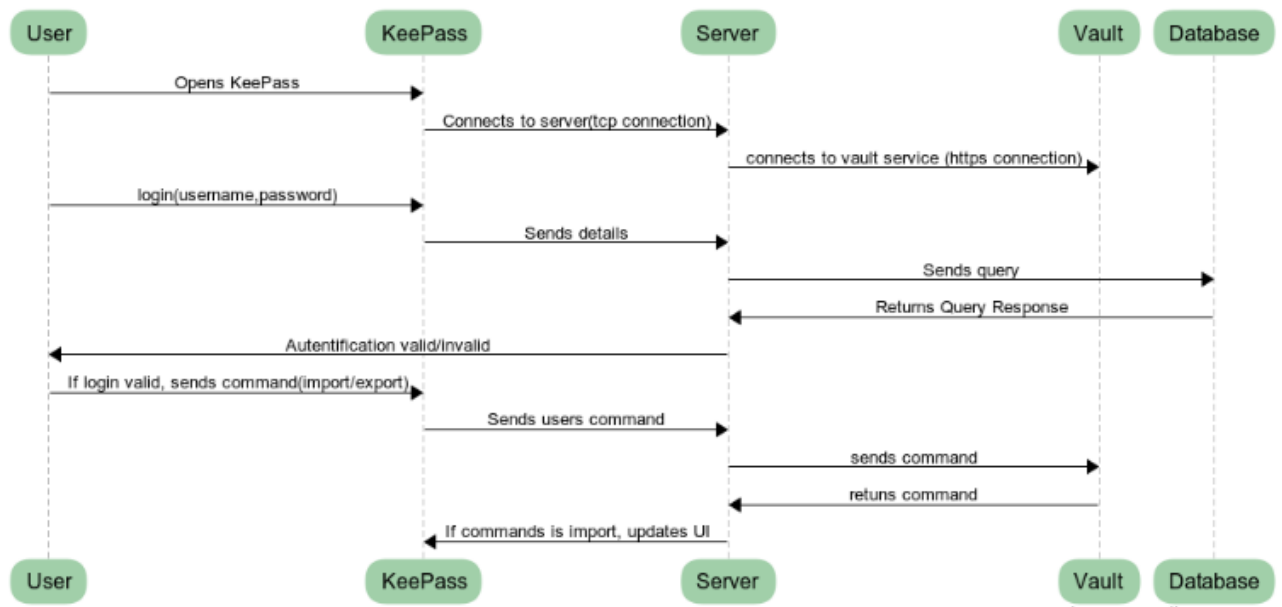 User KeePass Server Vault Database
Opens KeePass
Connects to server(tcp connection)
connects to vault service (https connection)
login(username,password)
Sends details
Sends query
Returns Query Response
Autentification valid/invalid
If login valid, sends command(import/export)
Sends users command
sends command
retuns command
If commands is import, updates UI
User KeePass Server Vault Database